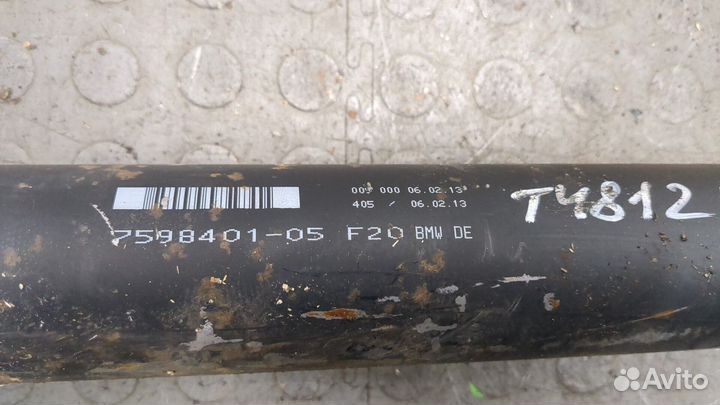 003 000 06.02.13
405 / 06.02.13
7598401-05 F20 BMW DE
T4812
Avito